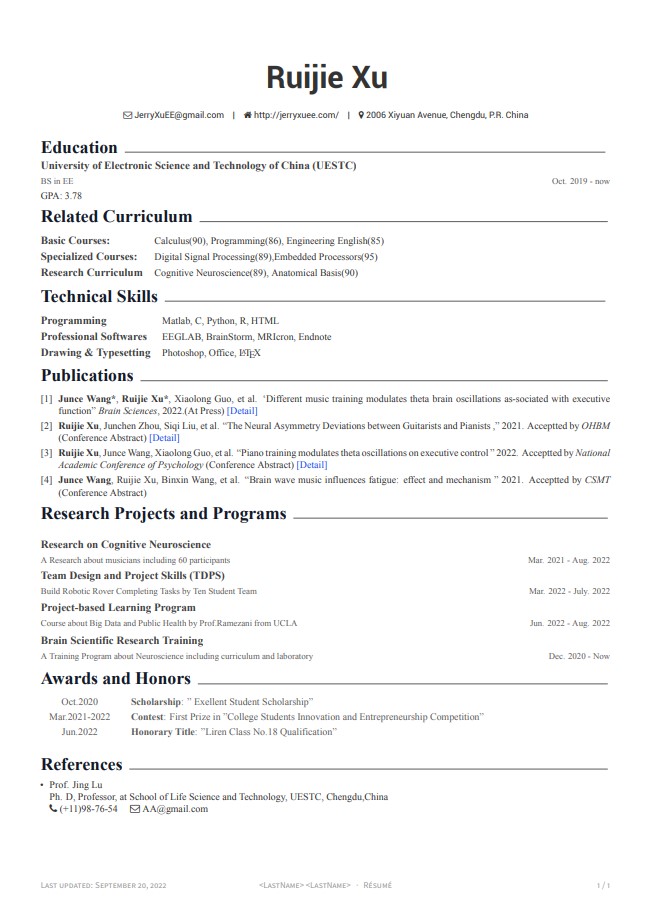 Ruijie Xu
JerryXuEE@gmail.com | http://jerryxuee.com/ | 2006 Xiyuan Avenue, Chengdu, P.R. China
Education
University of Electronic Science and Technology of China (UESTC)
BS in EE Oct. 2019 - now
GPA: 3.78
Related Curriculum
Basic Courses: Calculus(90), Programming(86), Engineering English(85)
Specialized Courses: Digital Signal Processing(89),Embedded Processors(95)
Research Curriculum Cognitive Neuroscience(89), Anatomical Basis(90)
Technical Skills
Programming Matlab, C, Python, R, HTML
Professional Softwares EEGLAB, BrainStorm, MRIcron, Endnote
Drawing & Typesetting Photoshop, Office, LATEX
Publications
[1] Junce Wang*, Ruijie Xu*, Xiaolong Guo, et al. ‘Different music training modulates theta brain oscillations as-sociated with executive
function” Brain Sciences, 2022.(At Press) [Detail]
[2] Ruijie Xu, Junchen Zhou, Siqi Liu, et al. “The Neural Asymmetry Deviations between Guitarists and Pianists ,” 2021. Acceptted by OHBM
(Conference Abstract) [Detail]
[3] Ruijie Xu, Junce Wang, Xiaolong Guo, et al. “Piano training modulates theta oscillations on executive control ” 2022. Acceptted by National
Academic Conference of Psychology (Conference Abstract) [Detail]
[4] Junce Wang, Ruijie Xu, Binxin Wang, et al. “Brain wave music influences fatigue: effect and mechanism ” 2021. Acceptted by CSMT
(Conference Abstract)
Research Projects and Programs
Research on Cognitive Neuroscience
A Research about musicians including 60 participants Mar. 2021 - Aug. 2022
Team Design and Project Skills (TDPS)
Build Robotic Rover Completing Tasks by Ten Student Team Mar. 2022 - July. 2022
Project-based Learning Program
Course about Big Data and Public Health by Prof.Ramezani from UCLA Jun. 2022 - Aug. 2022
Brain Scientific Research Training
A Training Program about Neuroscience including curriculum and laboratory Dec. 2020 - Now
Awards and Honors
Oct.2020 Scholarship: ” Exellent Student Scholarship”
Mar.2021-2022 Contest: First Prize in ”College Students Innovation and Entrepreneurship Competition”
Jun.2022 Honorary Title: ”Liren Class No.18 Qualification”
References
• Prof. Jing Lu
Ph. D, Professor, at School of Life Science and Technology, UESTC, Chengdu,China
(+11)98-76-54 AA@gmail.com
Last updated: September 20, 2022 <LastName> <LastName> · Résumé 1 / 1